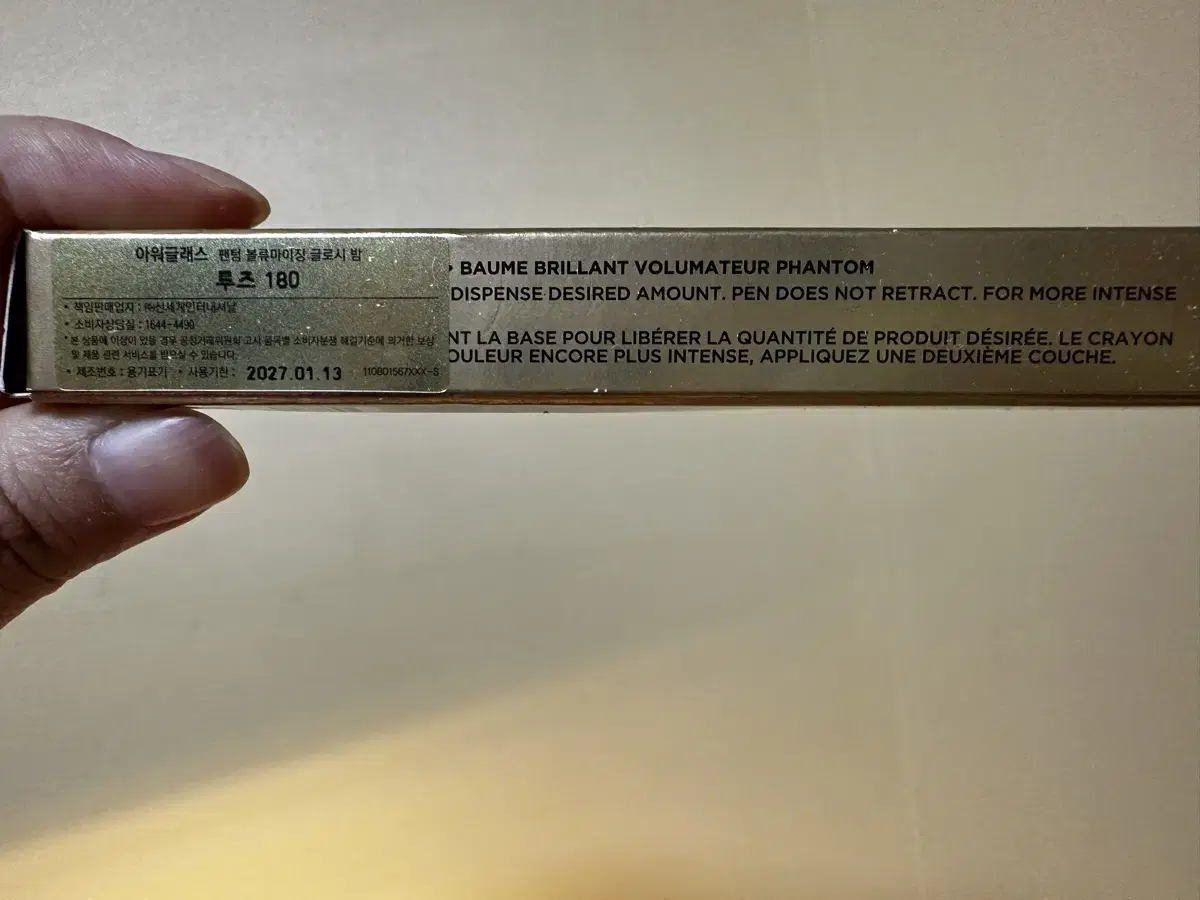 아워글래스 팬텀 볼류마이장 글로시 밤
투즈 180
• 책임판매업자 : ㈜신세계인터내셔날
• 소비자상담실 : 1644-4490
* 본 상품에 이상이 있을 경우 공정거래위원회 고시 품목별 소비자분쟁 해결기준에 의거한 보상
및 제품 관련 서비스를 받으실 수 있습니다.
• 제조번호 : 용기표기 • 사용기한 : 2027.01.13 110801567XXX-S
• BAUME BRILLANT VOLUMATEUR PHANTOM
DISPENSE DESIRED AMOUNT. PEN DOES NOT RETRACT. FOR MORE INTENSE
NT LA BASE POUR LIBÉRER LA QUANTITÉ DE PRODUIT DÉSIRÉE. LE CRAYON
OULEUR ENCORE PLUS INTENSE, APPLIQUEZ UNE DEUXIÈME COUCHE.